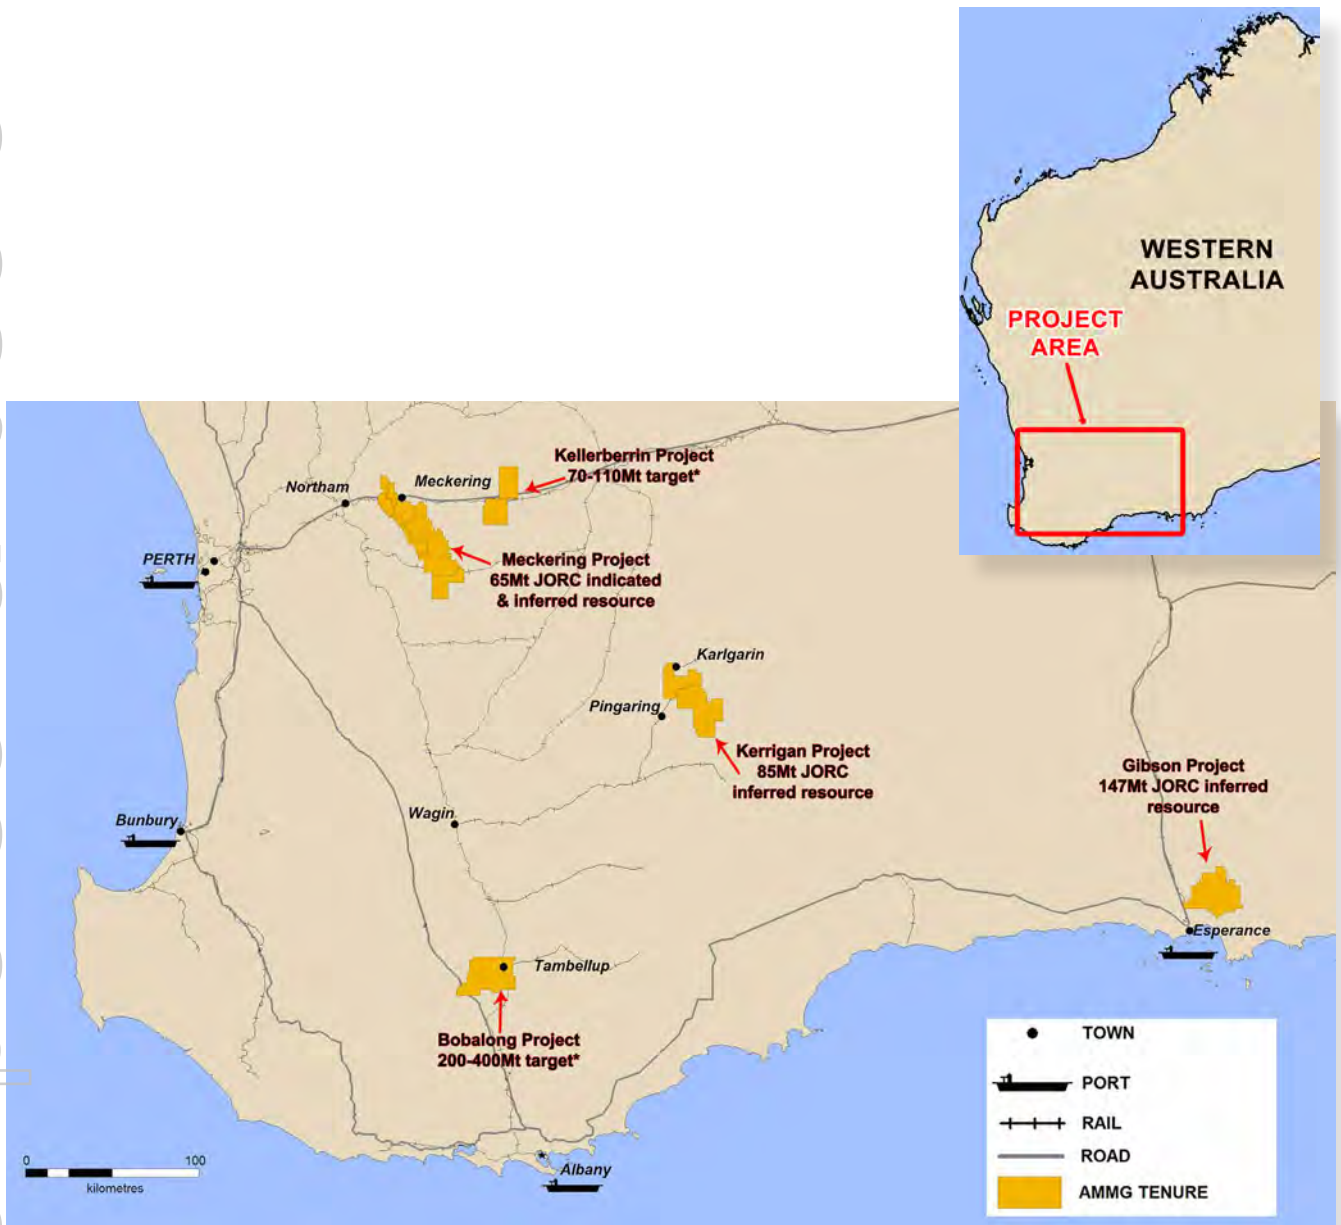 WESTERN
AUSTRALIA
PROJECT
AREA
Kellerberrin Project
70-110Mt target*
Meckering
Northam
PERTH
Meckering Project
65Mt JORC indicated
& inferred resource
Karlgarin
Pingaring
Kerrigan Project
85Mt JORC
inferred resource
Gibson Project
147Mt JORC inferred
resource
Wagin
Bunbury
Esperance
Tambellup
Bobalong Project
200-400Mt target*
Albany
0 100
kilometres
TOWN
PORT
RAIL
ROAD
AMMG TENURE